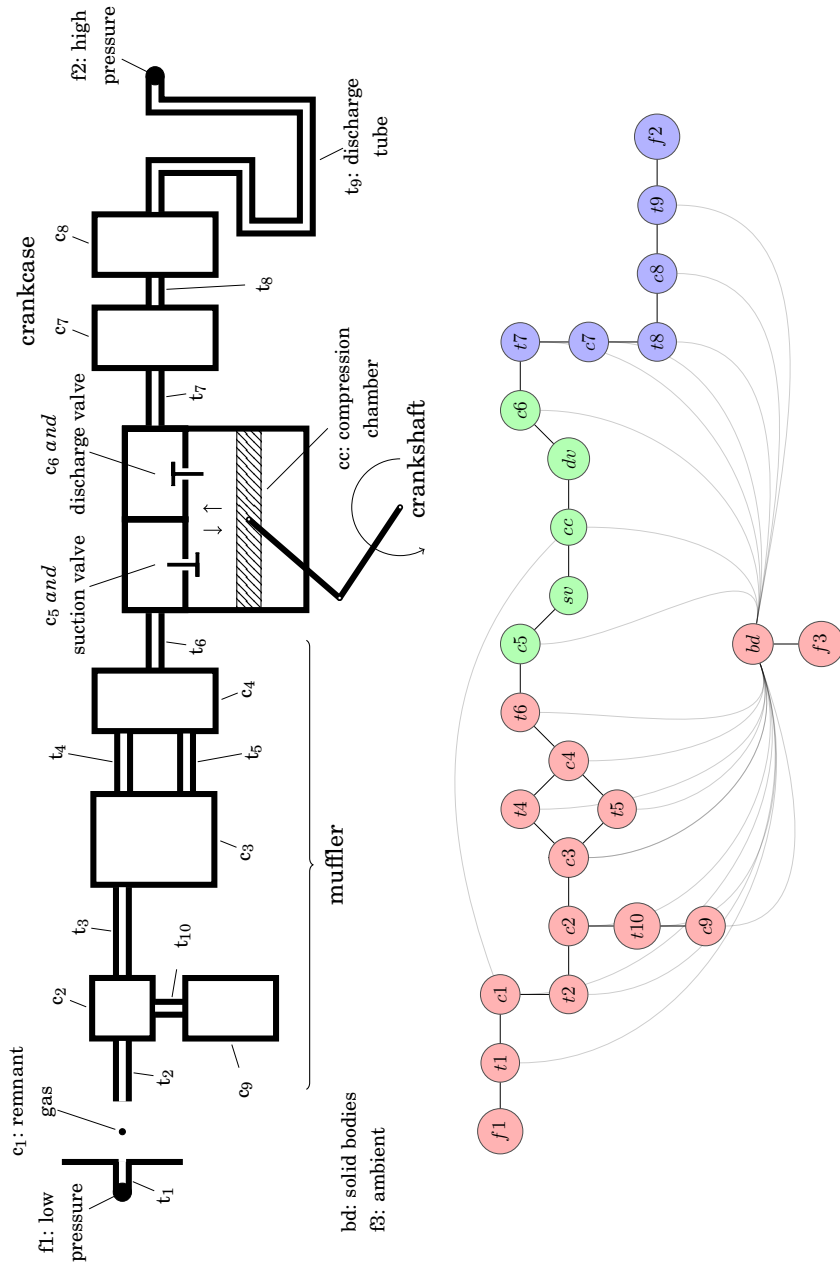 f1: low
pressure
t1
c1: remnant
gas
t2
c2
t10
c9
t3
c3
t4
t5
c4
muffler
t6
c5 and
suction valve
c6 and
discharge valve
cc: compression
chamber
crankshaft
t7
c7
crankcase
t8
c8
t9: discharge
tube
f2: high
pressure
bd: solid bodies
f3: ambient
f1
t1
c1
t2
c2
t10
c9
c3
t4
t5
c4
t6
c5
sv
cc
dv
c6
t7
c7
t8
c8
t9
f2
bd
f3